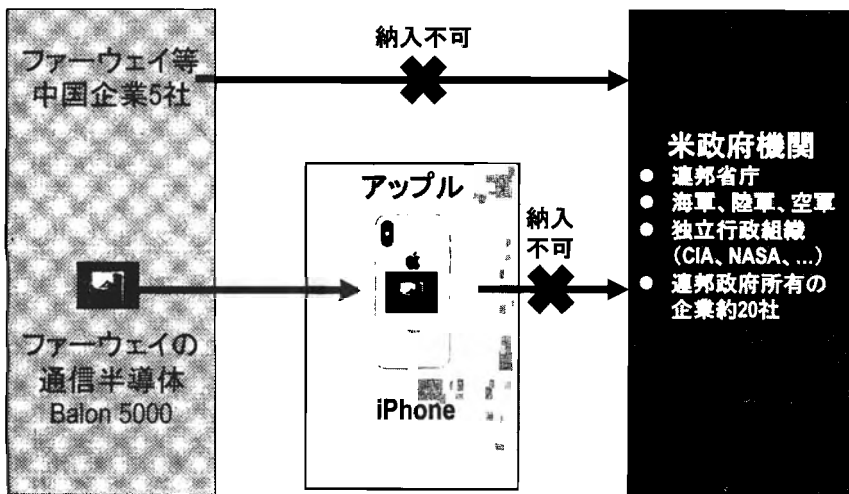 納入不可
ファーウェイ等
中国企業5社
アップル
納入
不可
iPhone
ファーウェイの
通信半導体
Balon 5000
米政府機関
● 連邦省庁
● 海軍、陸軍、空軍
● 独立行政組織
(CIA、NASA、...)
● 連邦政府所有の
企業約20社